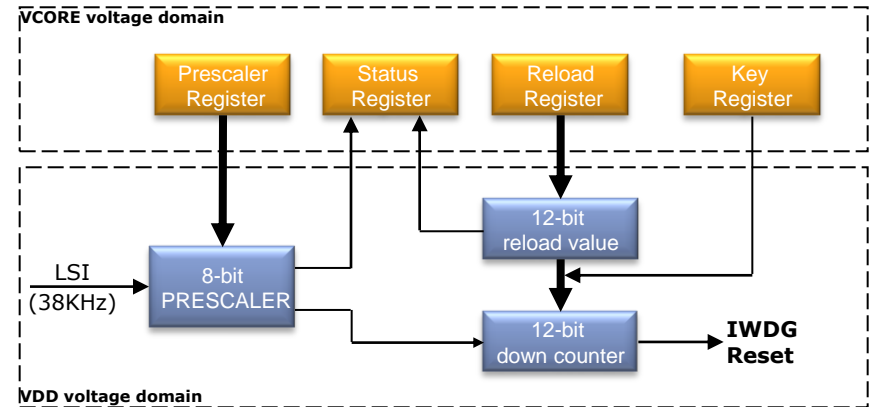 VCORE voltage domain
Prescaler
Register
Status
Register
Reload
Register
Key
Register
12-bit
reload value
LSI
(38KHz)
8-bit
PRESCALER
12-bit
down counter
IWDG
Reset
VDD voltage domain